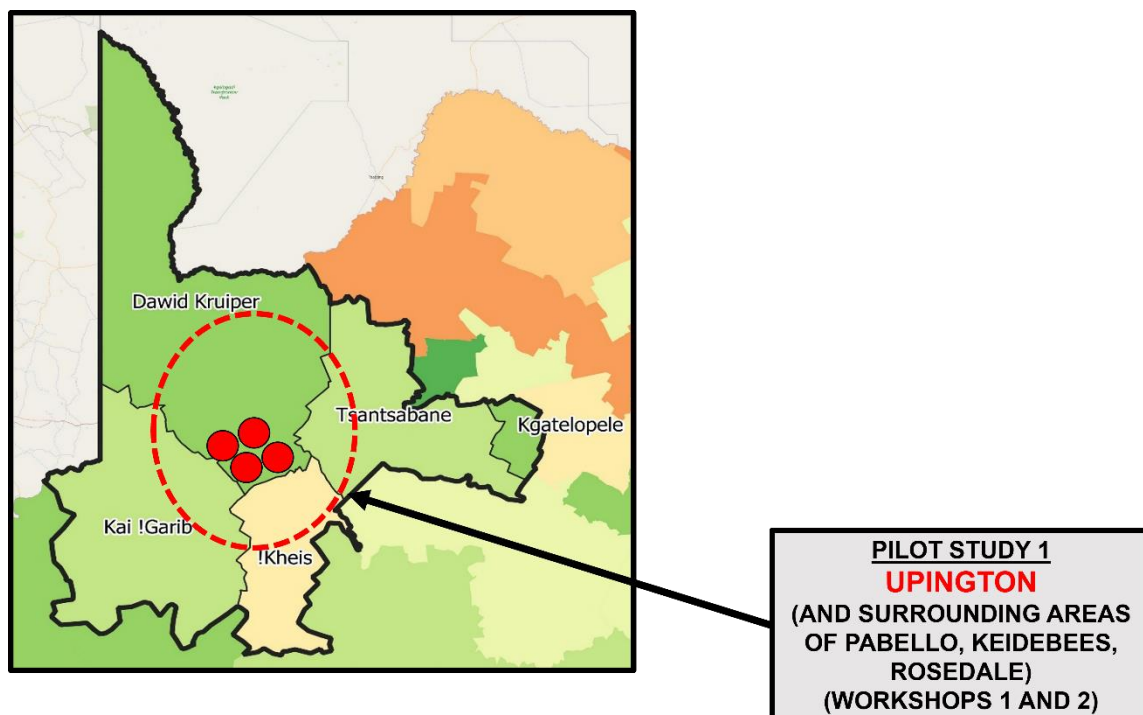 Dawid Kruiper
Tsantsabane
Kgatelopele
Kai !Garib
!Kheis
PILOT STUDY 1
UPINGTON
(AND SURROUNDING AREAS
OF PABELLO, KEIDEBEES,
ROSEDALE)
(WORKSHOPS 1 AND 2)